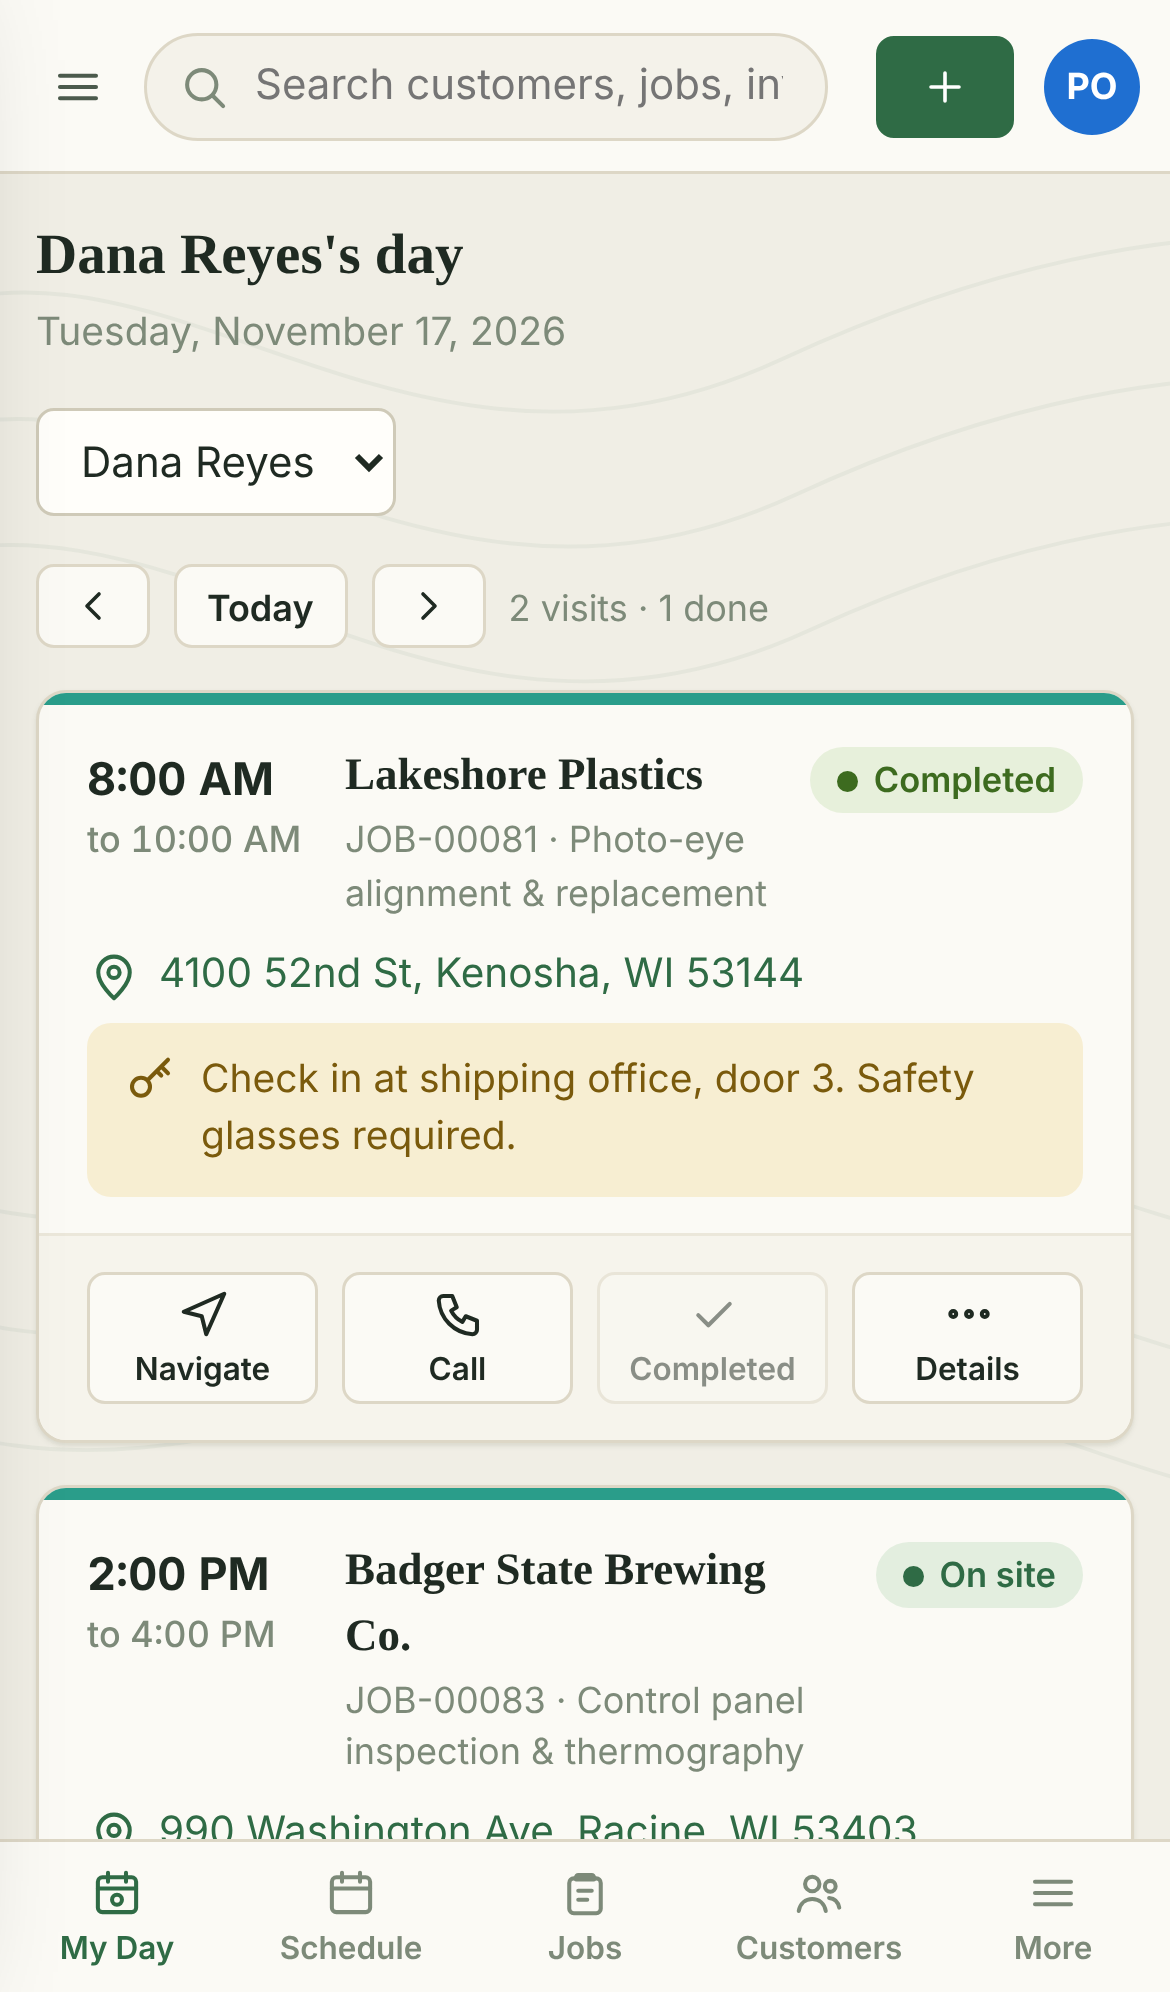 Search customers, jobs, in
PO
Dana Reyes's day
Tuesday, November 17, 2026
Dana Reyes
Today
2 visits · 1 done
8:00 AM
to 10:00 AM
Lakeshore Plastics
JOB-00081 · Photo-eye
alignment & replacement
Completed
4100 52nd St, Kenosha, WI 53144
Check in at shipping office, door 3. Safety
glasses required.
Navigate
Call
Completed
Details
2:00 PM
to 4:00 PM
Badger State Brewing
Co.
JOB-00083 · Control panel
inspection & thermography
On site
990 Washington Ave, Racine, WI 53403
My Day
Schedule
Jobs
Customers
More